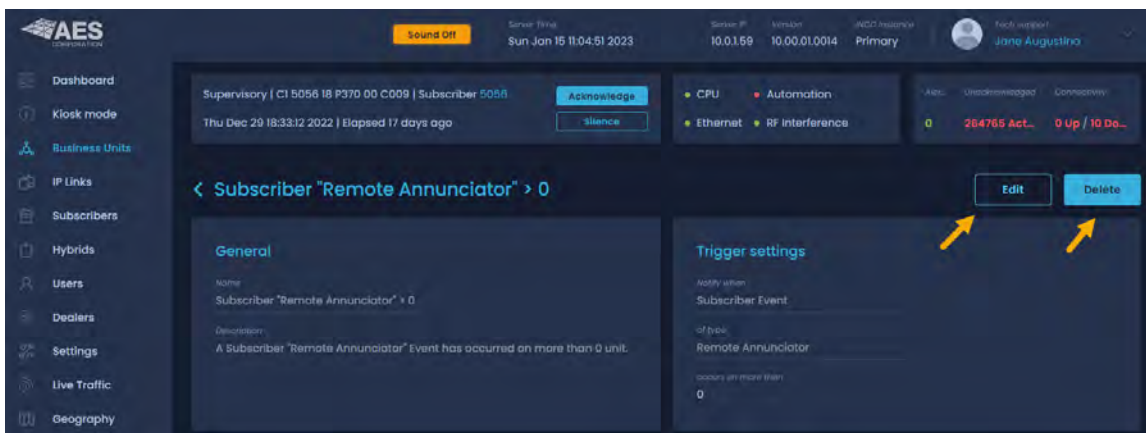 AES
CORPORATION
Sound Off
Server Time
Sun Jan 15 11:04:51 2023
Server IP
10.0.1.59
Version
10.00.01.0014
INCC Instance
Primary
Tech support
Jane Augustino
Dashboard
Kiosk mode
Business Units
IP Links
Subscribers
Hybrids
Users
Dealers
Settings
Live Traffic
Geography
Supervisory | C1 5056 18 P370 00 C009 | Subscriber 5056
Thu Dec 29 18:33:12 2022 | Elapsed 17 days ago
Acknowledge
Silence
CPU
Automation
Ethernet
RF Interference
Unacknowledged
Connectivity
0
264765 Act...
0 Up / 10 Do...
Subscriber "Remote Annunciator" > 0
Edit
Delete
General
Name
Subscriber "Remote Annunciator" > 0
Description
A Subscriber "Remote Annunciator" Event has occurred on more than 0 unit.
Trigger settings
Notify when
Subscriber Event
of type
Remote Annunciator
occurs on more than
0